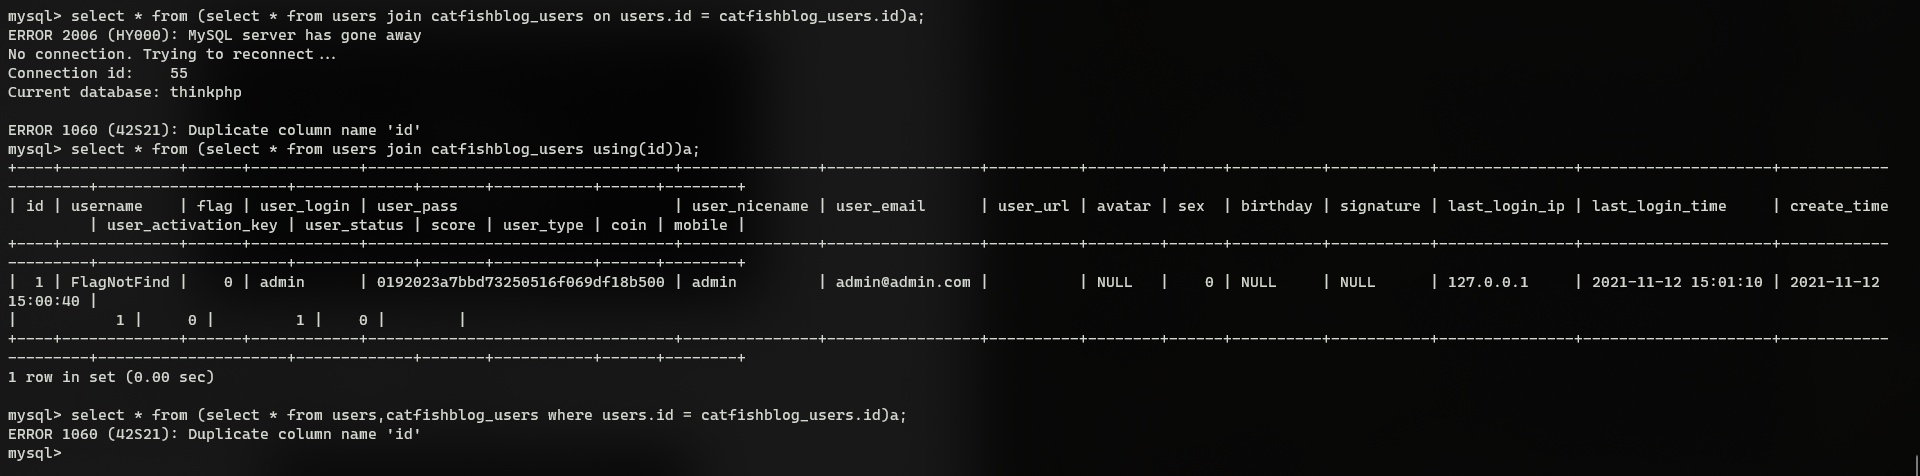 mysql> select * from (select * from users join catfishblog_users on users.id = catfishblog_users.id)a;
ERROR 2006 (HY000): MySQL server has gone away
No connection. Trying to reconnect...
Connection id:    55
Current database: thinkphp

ERROR 1060 (42S21): Duplicate column name 'id'
mysql> select * from (select * from users join catfishblog_users using(id))a;
+----+-------------+------+------------+----------------------------------+---------------+-----------------+----------+--------+------+----------+-----------+---------------+---------------------+------------
---------+---------------------+-------------+-------+-----------+------+--------+
| id | username    | flag | user_login | user_pass                        | user_nicename | user_email      | user_url | avatar | sex  | birthday | signature | last_login_ip | last_login_time     | create_time
         | user_activation_key | user_status | score | user_type | coin | mobile |
+----+-------------+------+------------+----------------------------------+---------------+-----------------+----------+--------+------+----------+-----------+---------------+---------------------+------------
---------+---------------------+-------------+-------+-----------+------+--------+
|  1 | FlagNotFind |    0 | admin      | 0192023a7bbd73250516f069df18b500 | admin         | admin@admin.com |          | NULL   |    0 | NULL     | NULL      | 127.0.0.1     | 2021-11-12 15:01:10 | 2021-11-12
15:00:40 |
|           1 |     0 |         1 |    0 |        |
+----+-------------+------+------------+----------------------------------+---------------+-----------------+----------+--------+------+----------+-----------+---------------+---------------------+------------
---------+---------------------+-------------+-------+-----------+------+--------+
1 row in set (0.00 sec)

mysql> select * from (select * from users,catfishblog_users where users.id = catfishblog_users.id)a;
ERROR 1060 (42S21): Duplicate column name 'id'
mysql>